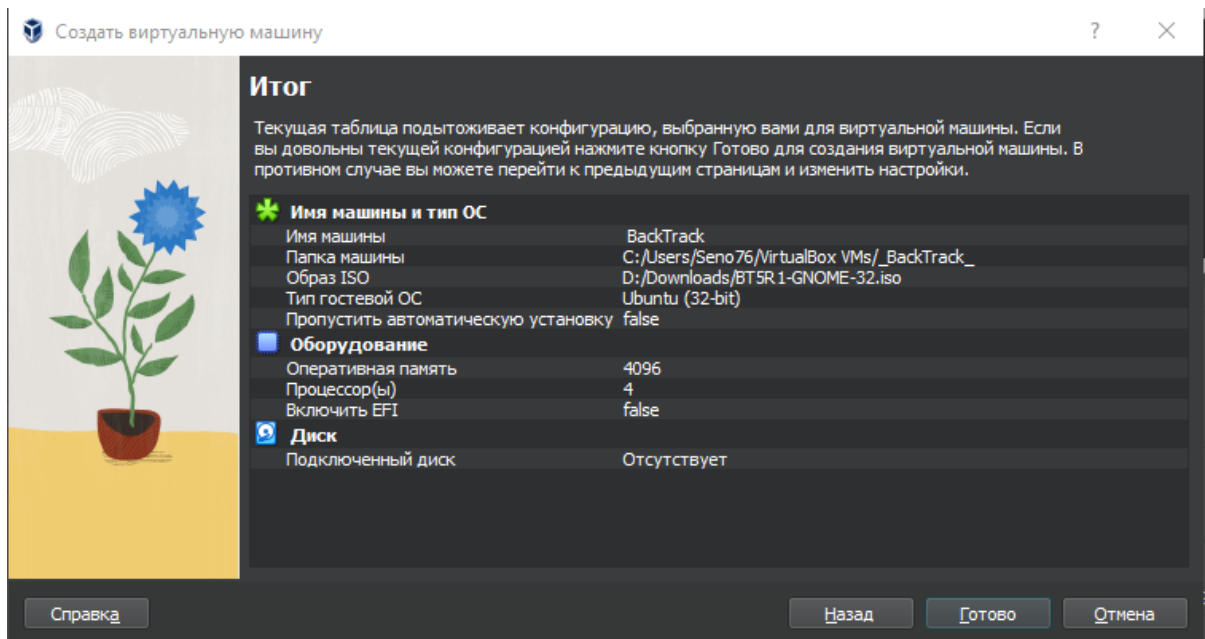 Создать виртуальную машину
Итог
Текущая таблица подытоживает конфигурацию, выбранную вами для виртуальной машины. Если
вы довольны текущей конфигурацией нажмите кнопку Готово для создания виртуальной машины. В
противном случае вы можете перейти к предыдущим страницам и изменить настройки.
Имя машины и тип ОС
Имя машины BackTrack
Папка машины C:/Users/Seno76/VirtualBox VMs/_BackTrack_
Образ ISO D:/Downloads/BT5R1-GNOME-32.iso
Тип гостевой ОС Ubuntu (32-bit)
Пропустить автоматическую установку false
Оборудование
Оперативная память 4096
Процессор(ы) 4
Включить EFI false
Диск
Подключенный диск Отсутствует
Справка Назад Готово Отмена